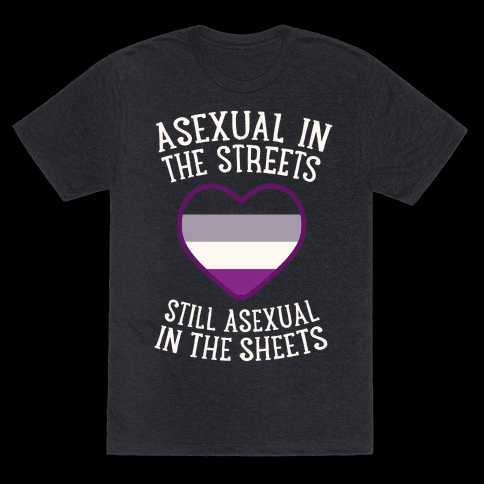 ASEXUAL IN
THE STREETS
STILL ASEXUAL
IN THE SHEETS